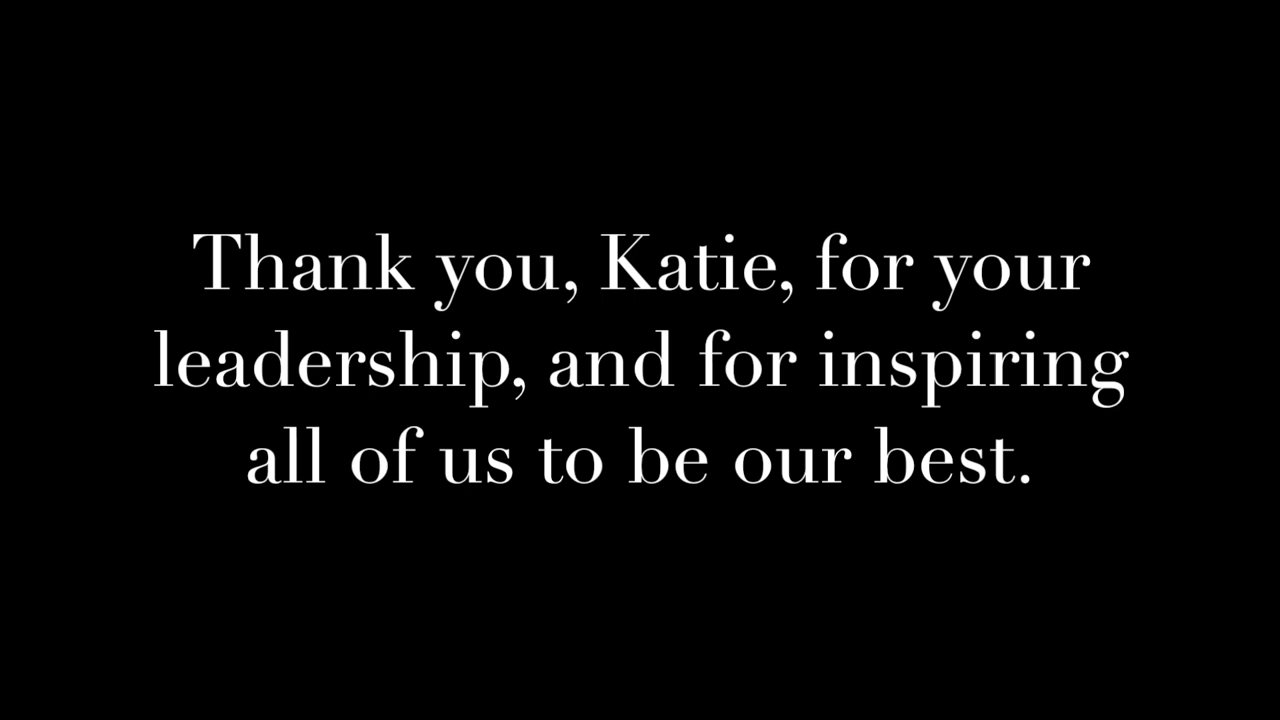 Thank you, Katie, for your
leadership, and for inspiring
all of us to be our best.